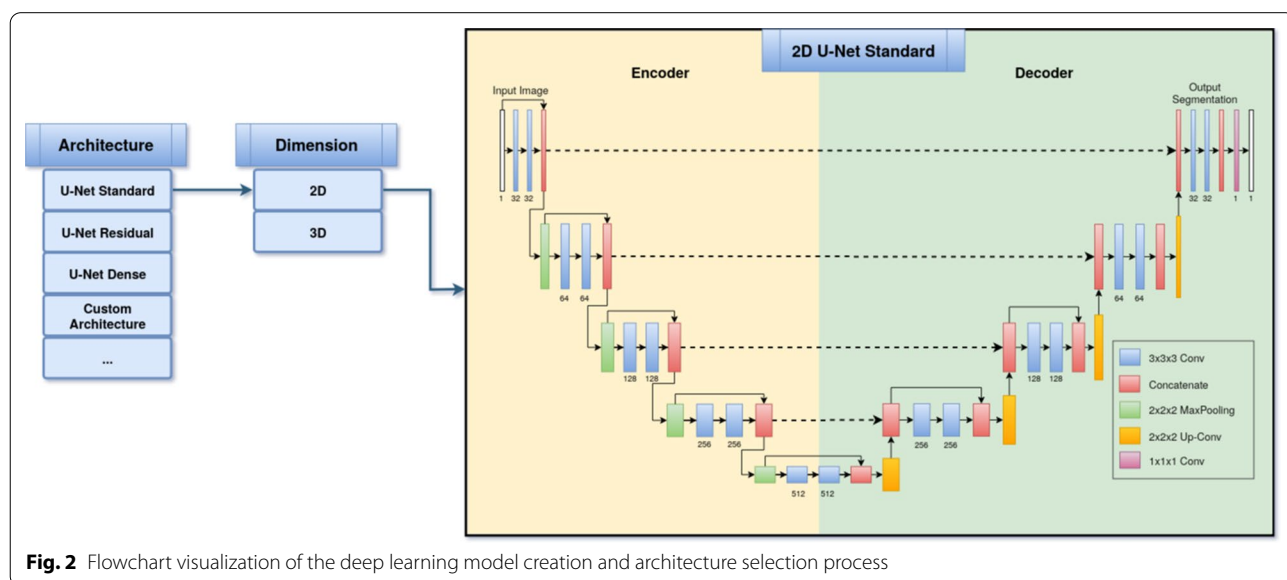 Architecture
U-Net Standard
U-Net Residual
U-Net Dense
Custom
Architecture
...
Dimension
2D
3D
2D U-Net Standard
Encoder
Decoder
Input Image
Output
Segmentation
1 32 32
32 32 1 1
64 64
64 64
128 128
128 128
256 256
256 256
512 512
3x3x3 Conv
Concatenate
2x2x2 MaxPooling
2x2x2 Up-Conv
1x1x1 Conv
Fig. 2 Flowchart visualization of the deep learning model creation and architecture selection process